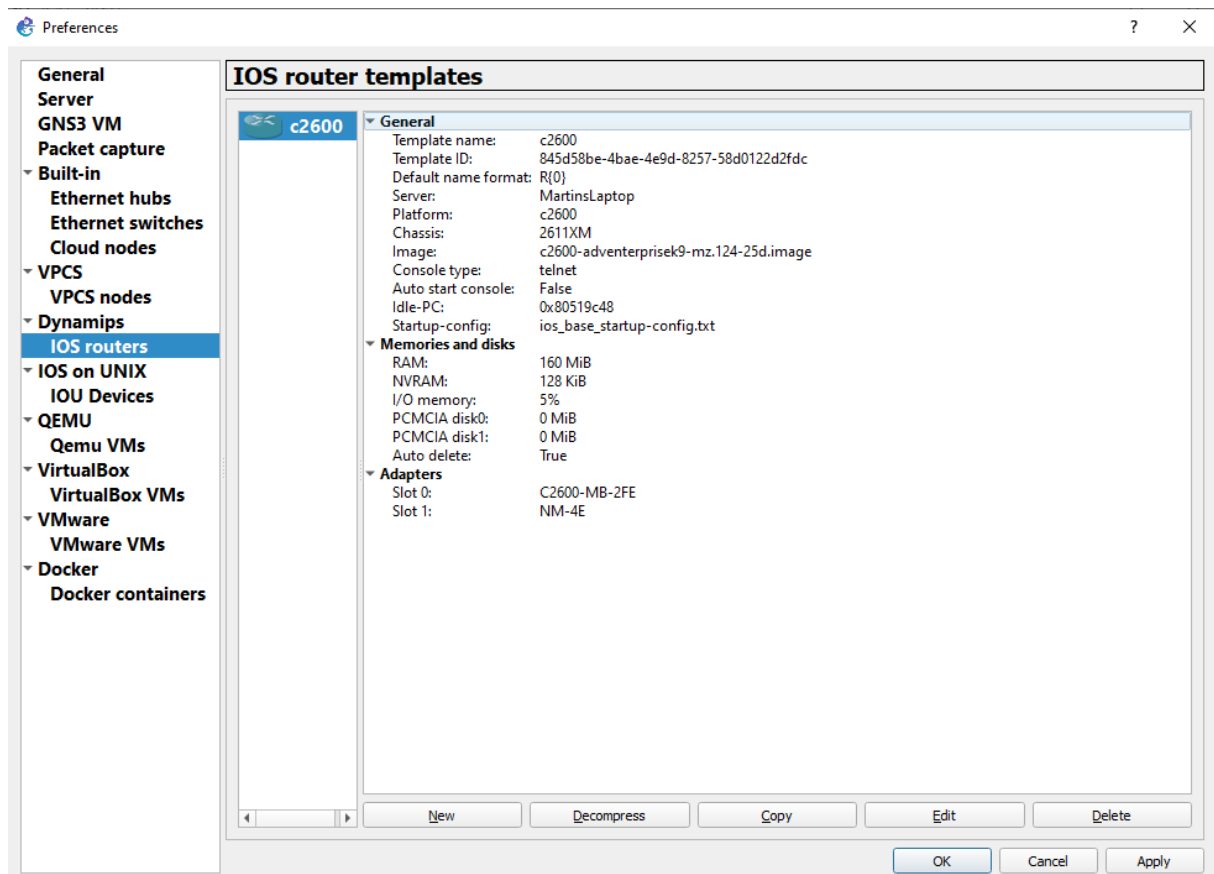 Preferences
?
General
Server
GNS3 VM
Packet capture
Built-in
Ethernet hubs
Ethernet switches
Cloud nodes
VPCS
VPCS nodes
Dynamips
IOS routers
IOS on UNIX
IOU Devices
QEMU
Qemu VMs
VirtualBox
VirtualBox VMs
VMware
VMware VMs
Docker
Docker containers
IOS router templates
c2600
General
Template name: c2600
Template ID: 845d58be-4bae-4e9d-8257-58d0122d2fdc
Default name format: R{0}
Server: MartinsLaptop
Platform: c2600
Chassis: 2611XM
Image: c2600-adventerprisek9-mz.124-25d.image
Console type: telnet
Auto start console: False
Idle-PC: 0x80519c48
Startup-config: ios_base_startup-config.txt
Memories and disks
RAM: 160 MiB
NVRAM: 128 KiB
I/O memory: 5%
PCMCIA disk0: 0 MiB
PCMCIA disk1: 0 MiB
Auto delete: True
Adapters
Slot 0: C2600-MB-2FE
Slot 1: NM-4E
New Decompress Copy Edit Delete
OK Cancel Apply